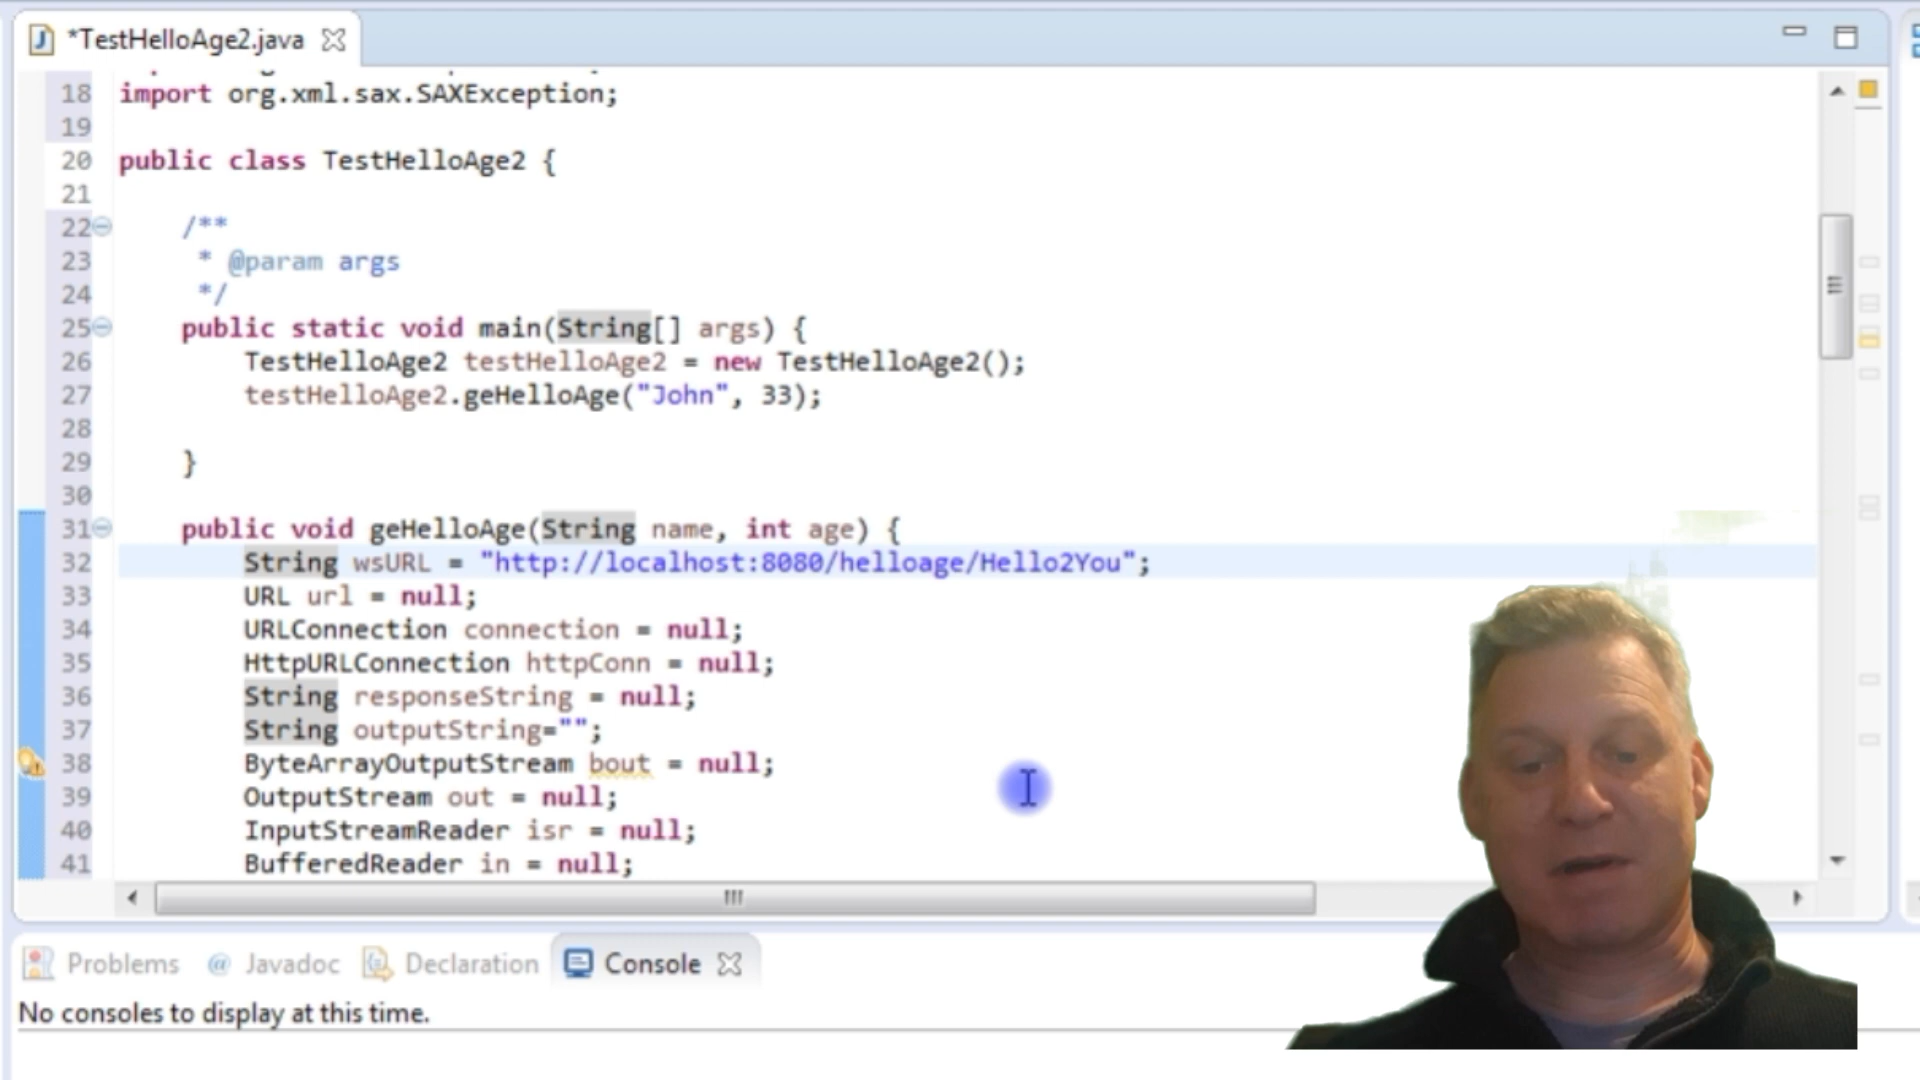 *TestHelloAge2.java
18 import org.xml.sax.SAXException;
19
20 public class TestHelloAge2 {
21
22 /**
23 * @param args
24 */
25 public static void main(String[] args) {
26 TestHelloAge2 testHelloAge2 = new TestHelloAge2();
27 testHelloAge2.geHelloAge("John", 33);
28
29 }
30
31 public void geHelloAge(String name, int age) {
32 String wsURL = "http://localhost:8080/helloage/Hello2You";
33 URL url = null;
34 URLConnection connection = null;
35 HttpURLConnection httpConn = null;
36 String responseString = null;
37 String outputString="";
38 ByteArrayOutputStream bout = null;
39 OutputStream out = null;
40 InputStreamReader isr = null;
41 BufferedReader in = null;
Problems @ Javadoc Declaration Console
No consoles to display at this time.